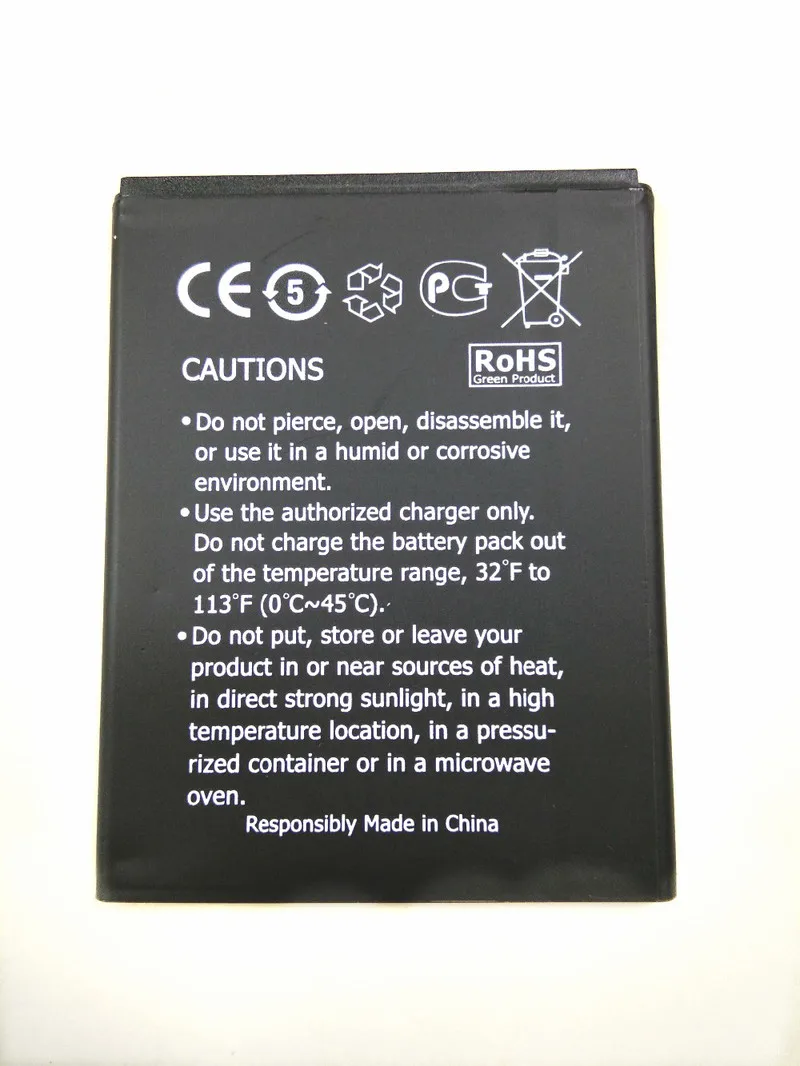 CE 5 PCT
CAUTIONS
RoHS
Green Product
•Do not pierce, open, disassemble it,
or use it in a humid or corrosive
environment.
•Use the authorized charger only.
Do not charge the battery pack out
of the temperature range, 32°F to
113°F (0°C~45°C).
•Do not put, store or leave your
product in or near sources of heat,
in direct strong sunlight, in a high
temperature location, in a pressu-
rized container or in a microwave
oven.
Responsibly Made in China